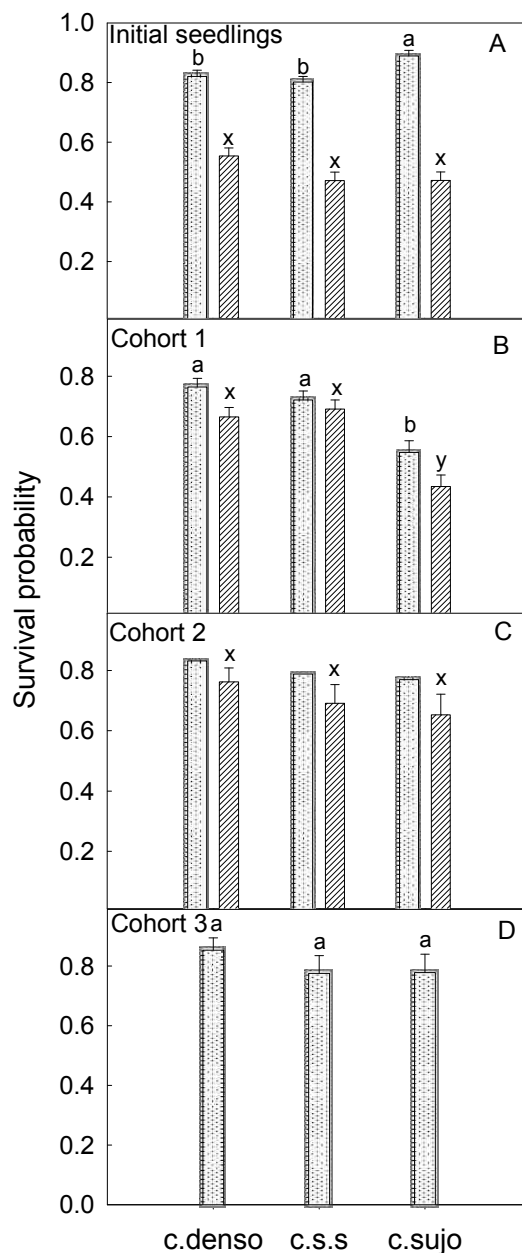 Survival probability
1.0
Initial seedlings
A
b
b
a
0.8
x
x
x
0.6
0.4
0.2
Cohort 1
B
a
x
a
x
b
y
0.8
0.6
0.4
0.2
Cohort 2
C
x
x
x
0.8
0.6
0.4
0.2
Cohort 3
D
a
a
a
0.8
0.6
0.4
0.2
0.0
c.denso c.s.s c.sujo